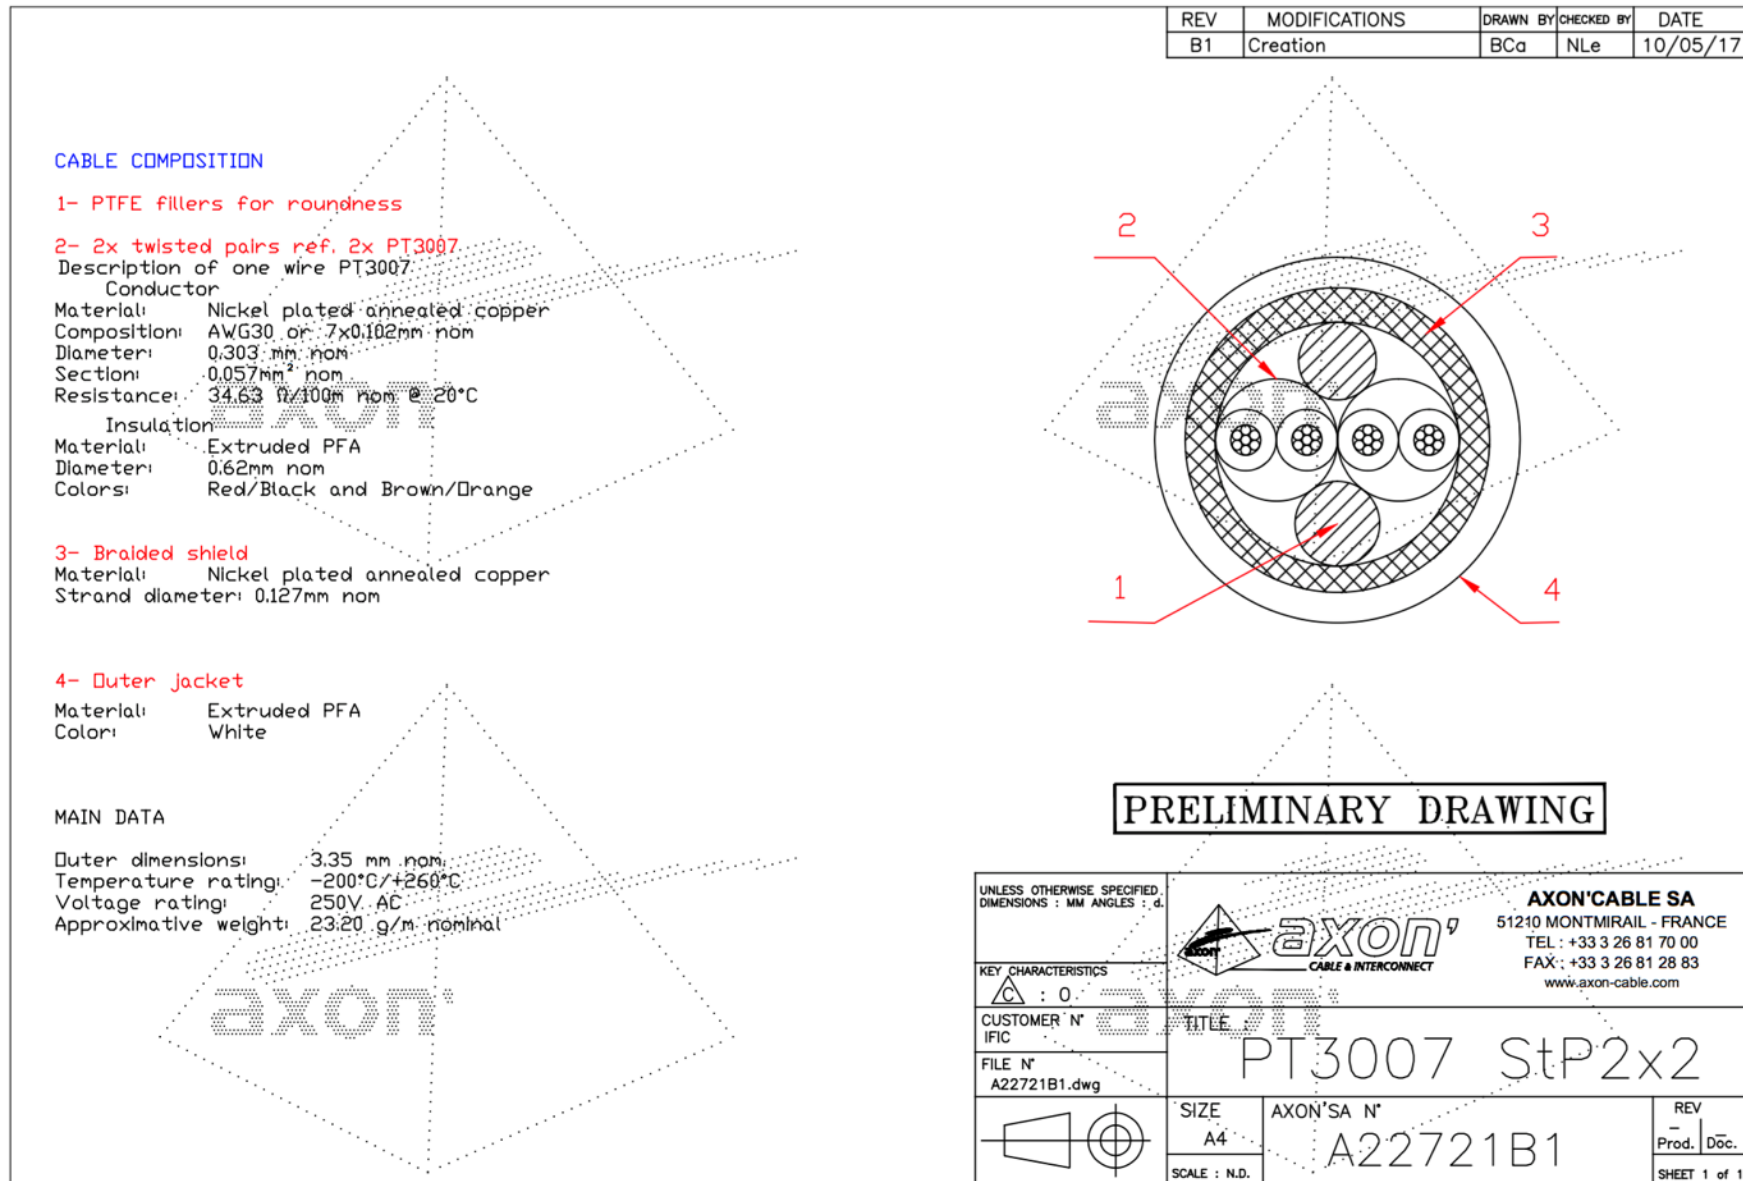 REV MODIFICATIONS DRAWN BY CHECKED BY DATE
B1 Creation BCa NLe 10/05/17
CABLE COMPOSITION
1- PTFE fillers for roundness
2- 2x twisted pairs ref. 2x PT3007
Description of one wire PT3007
Conductor
Material: Nickel plated annealed copper
Composition: AWG30 or 7x0.102mm nom
Diameter: 0.303 mm nom
Section: 0.057mm² nom
Resistance: 34.63 Ω/100m nom @ 20°C
Insulation
Material: Extruded PFA
Diameter: 0.62mm nom
Colors: Red/Black and Brown/Orange
3- Braided shield
Material: Nickel plated annealed copper
Strand diameter: 0.127mm nom
4- Outer jacket
Material: Extruded PFA
Color: White
MAIN DATA
Outer dimensions: 3.35 mm nom.
Temperature rating: -200°C/+260°C
Voltage rating: 250V AC
Approximative weight: 23.20 g/m nominal
2 3
1 4
axon'
axon'
axon'
axon'
PRELIMINARY DRAWING
UNLESS OTHERWISE SPECIFIED
DIMENSIONS : MM ANGLES : d.
KEY CHARACTERISTICS
C : 0
CUSTOMER N°
IFIC
FILE N°
A22721B1.dwg
axon'
axon'
CABLE & INTERCONNECT
AXON'CABLE SA
51210 MONTMIRAIL - FRANCE
TEL : +33 3 26 81 70 00
FAX : +33 3 26 81 28 83
www.axon-cable.com
TITLE :
PT3007 StP2x2
SIZE
A4
SCALE : N.D.
AXON'SA N°
A22721B1
REV
- -
Prod. Doc.
SHEET 1 of 1